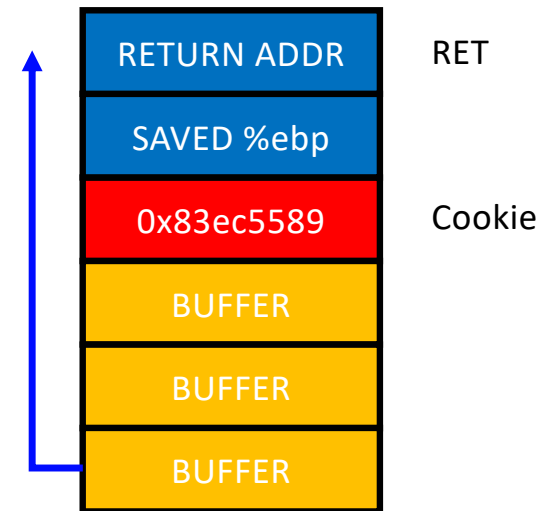 RETURN ADDR RET
SAVED %ebp
0x83ec5589 Cookie
BUFFER
BUFFER
BUFFER